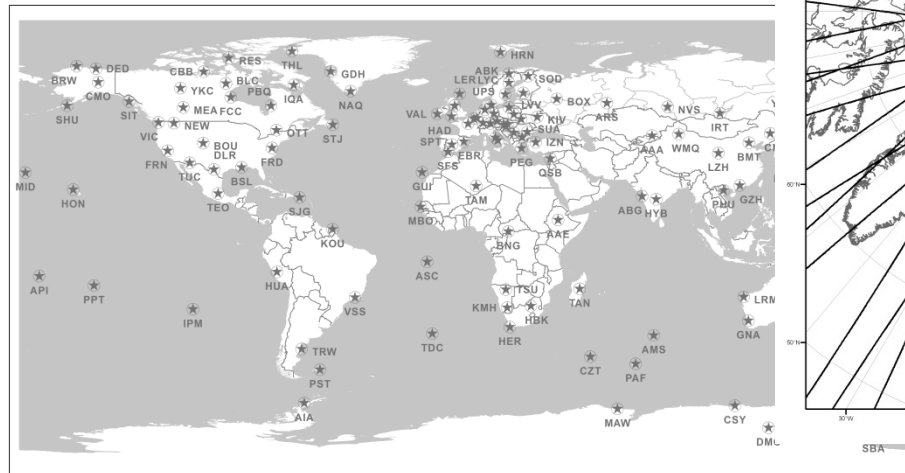 HRN
RES
THL
ABK
BRW
DED
CBB
BLC
GDH
LER
LYC
SOD
CMO
YKC
PBQ
IQA
UPS
MEA
FCC
NAQ
VAL
LVV
BOX
ARS
NVS
SHU
SIT
HAD
KIV
IRT
VIC
NEW
OTT
STJ
SUA
AAA
WMQ
BOU
SPT
IZN
FRN
DLR
FRD
EBR
PEG
LZH
BMT
TUC
BSL
SFS
QSB
MID
HON
TEO
SJG
GUI
TAM
PHU
GZH
MBO
ABG
HYB
KOU
BNG
AAE
ASC
API
PPT
HUA
VSS
TSU
TAN
LRM
IPM
KMH
HBK
GNA
TDC
HER
AMS
TRW
CZT
PAF
PST
AIA
MAW
CSY
60°N
50°N
30°W
SBA